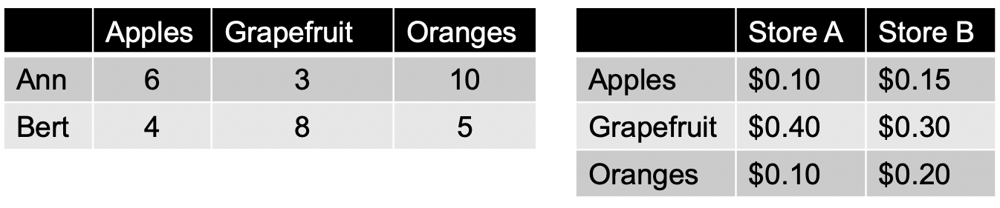 Apples Grapefruit Oranges
Ann 6 3 10
Bert 4 8 5
Store A Store B
Apples $0.10 $0.15
Grapefruit $0.40 $0.30
Oranges $0.10 $0.20